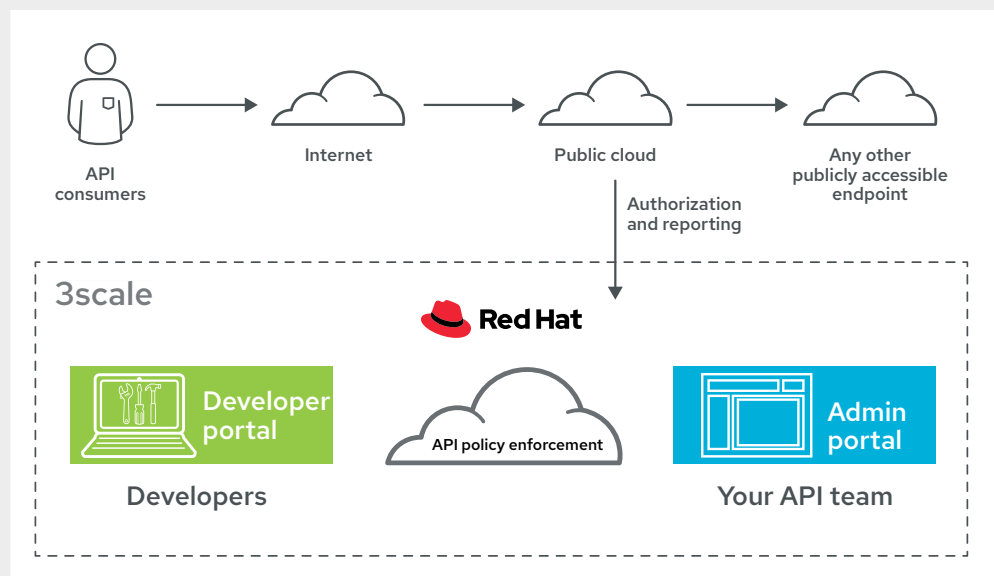 API
consumers
Internet
Public cloud
Any other
publicly accessible
endpoint
Authorization
and reporting
3scale
Red Hat
Developer
portal
API policy enforcement
Admin
portal
Developers
Your API team